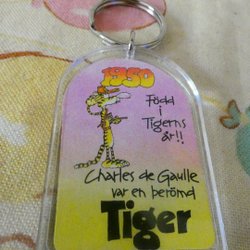 1950
Född
i
Tigerns
år!!
Charles de Gaulle
var en berömd
Tiger